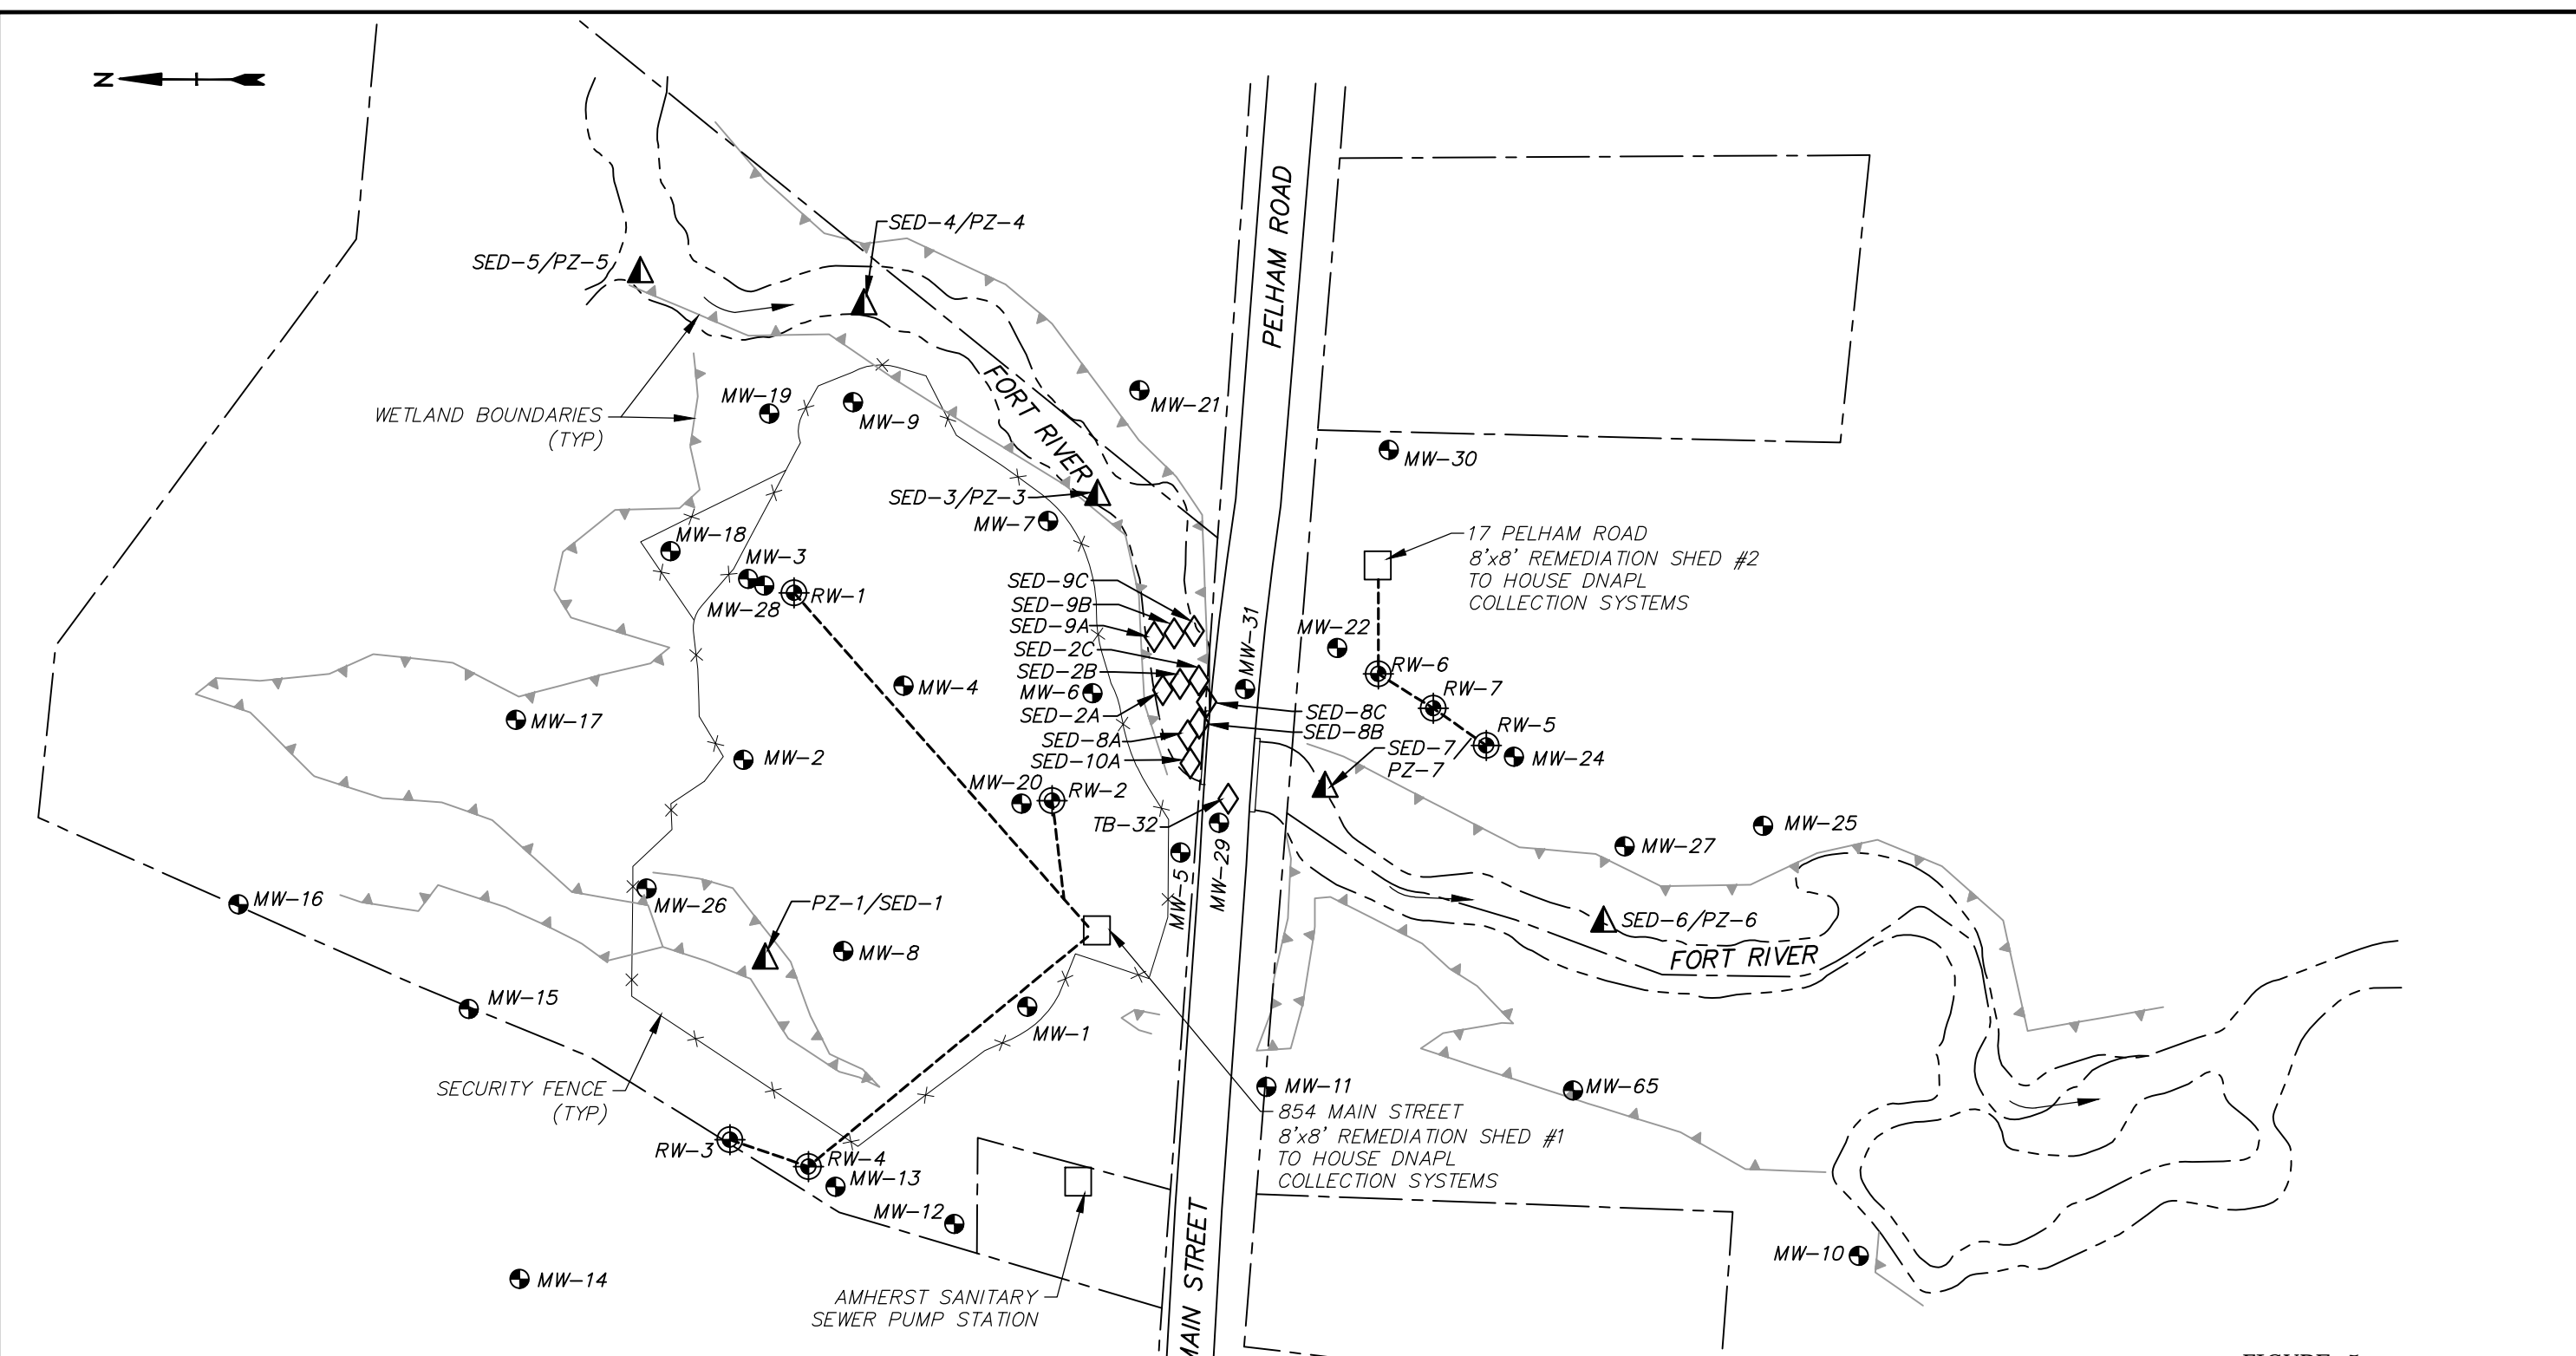 N
SED-4/PZ-4
SED-5/PZ-5
PELHAM ROAD
WETLAND BOUNDARIES
(TYP)
MW-19
MW-9
FORT RIVER
MW-21
MW-30
SED-3/PZ-3
MW-7
MW-18
MW-3
MW-28
RW-1
17 PELHAM ROAD
8'x8' REMEDIATION SHED #2
TO HOUSE DNAPL
COLLECTION SYSTEMS
SED-9C
SED-9B
SED-9A
SED-2C
SED-2B
MW-6
SED-2A
SED-8A
SED-10A
MW-31
MW-22
RW-6
RW-7
RW-5
MW-24
SED-8C
SED-8B
SED-7/
PZ-7
MW-4
MW-17
MW-2
MW-20
RW-2
TB-32
MW-5
MW-29
MW-27
MW-25
MW-16
MW-26
PZ-1/SED-1
MW-8
SED-6/PZ-6
FORT RIVER
MW-15
MW-1
SECURITY FENCE
(TYP)
MW-11
854 MAIN STREET
8'x8' REMEDIATION SHED #1
TO HOUSE DNAPL
COLLECTION SYSTEMS
MW-65
RW-3
RW-4
MW-13
MW-12
MW-14
MW-10
AMHERST SANITARY
SEWER PUMP STATION
MAIN STREET